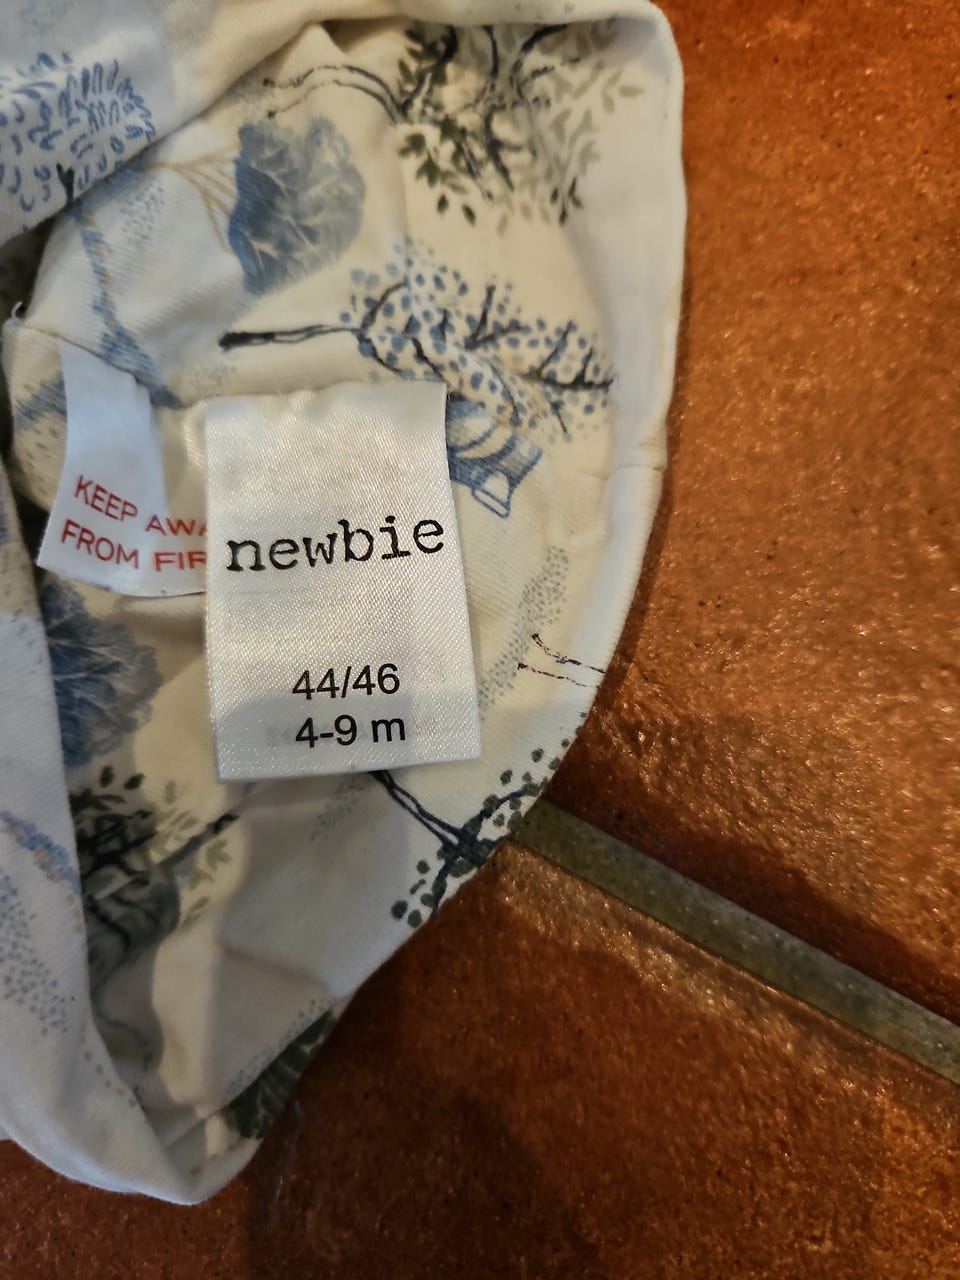 KEEP AWA
FROM FIR
newbie
44/46
4-9 m